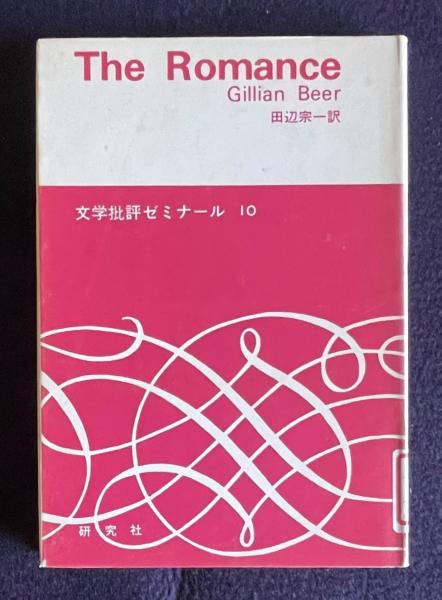 The Romance
Gillian Beer
田辺宗一訳
文学批評ゼミナール 10
研究社